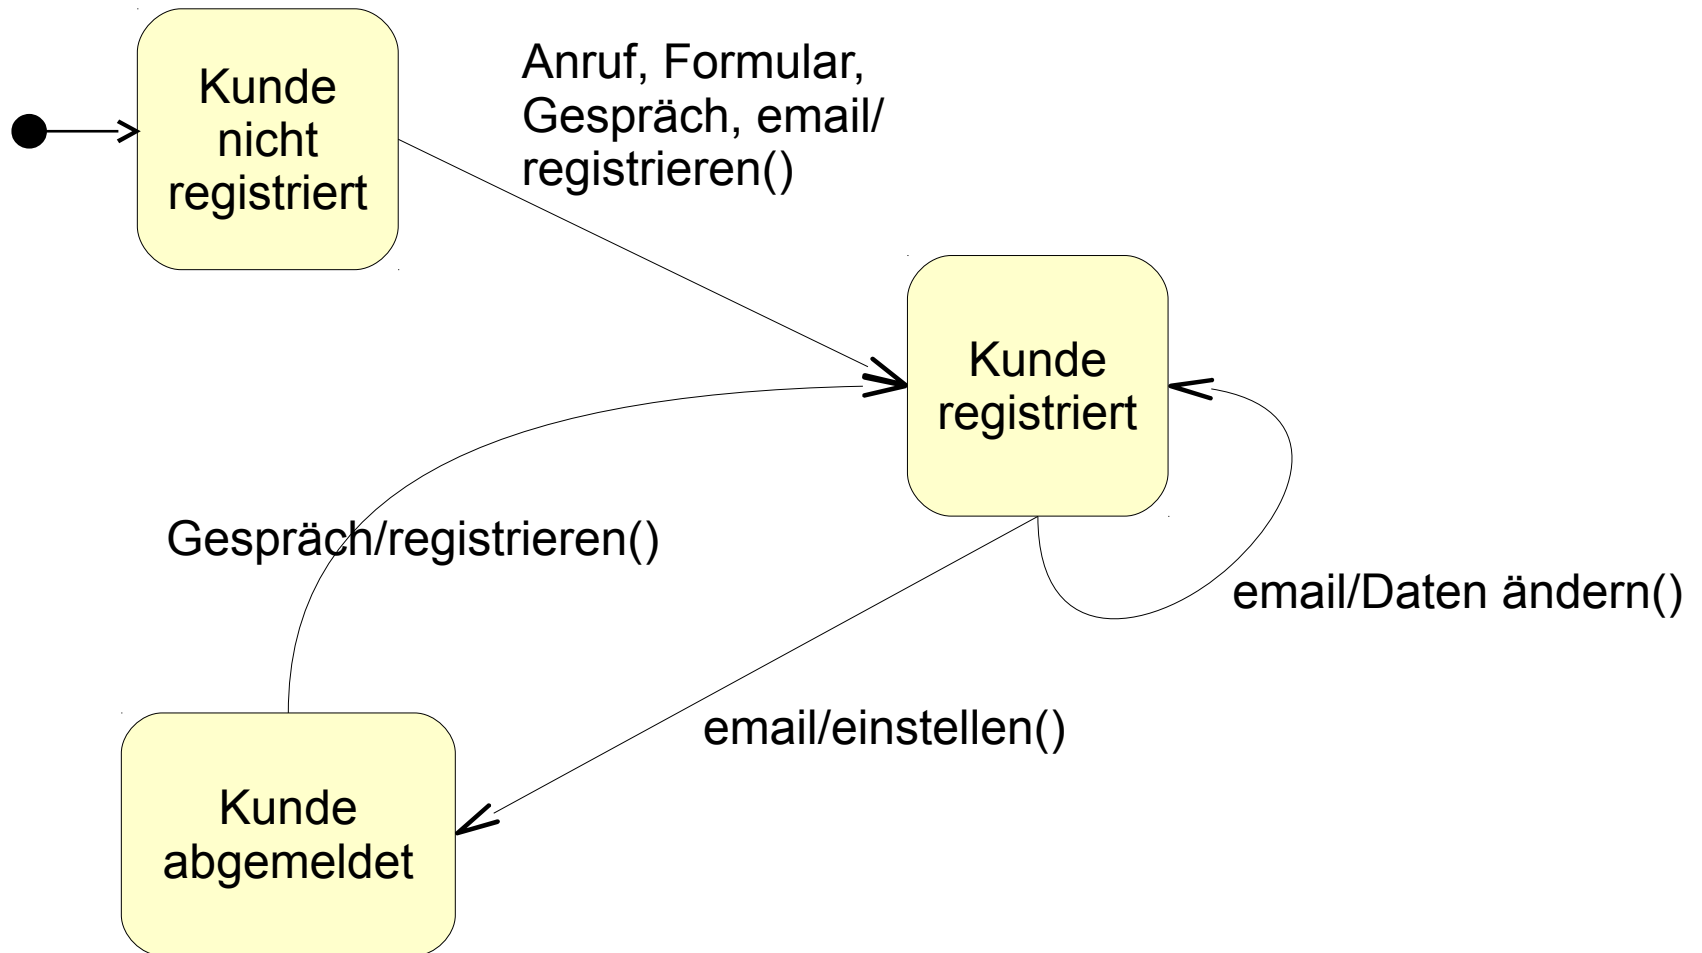 Kunde
nicht
registriert
Anruf, Formular,
Gespräch, email/
registrieren()
Kunde
registriert
Gespräch/registrieren()
email/Daten ändern()
email/einstellen()
Kunde
abgemeldet